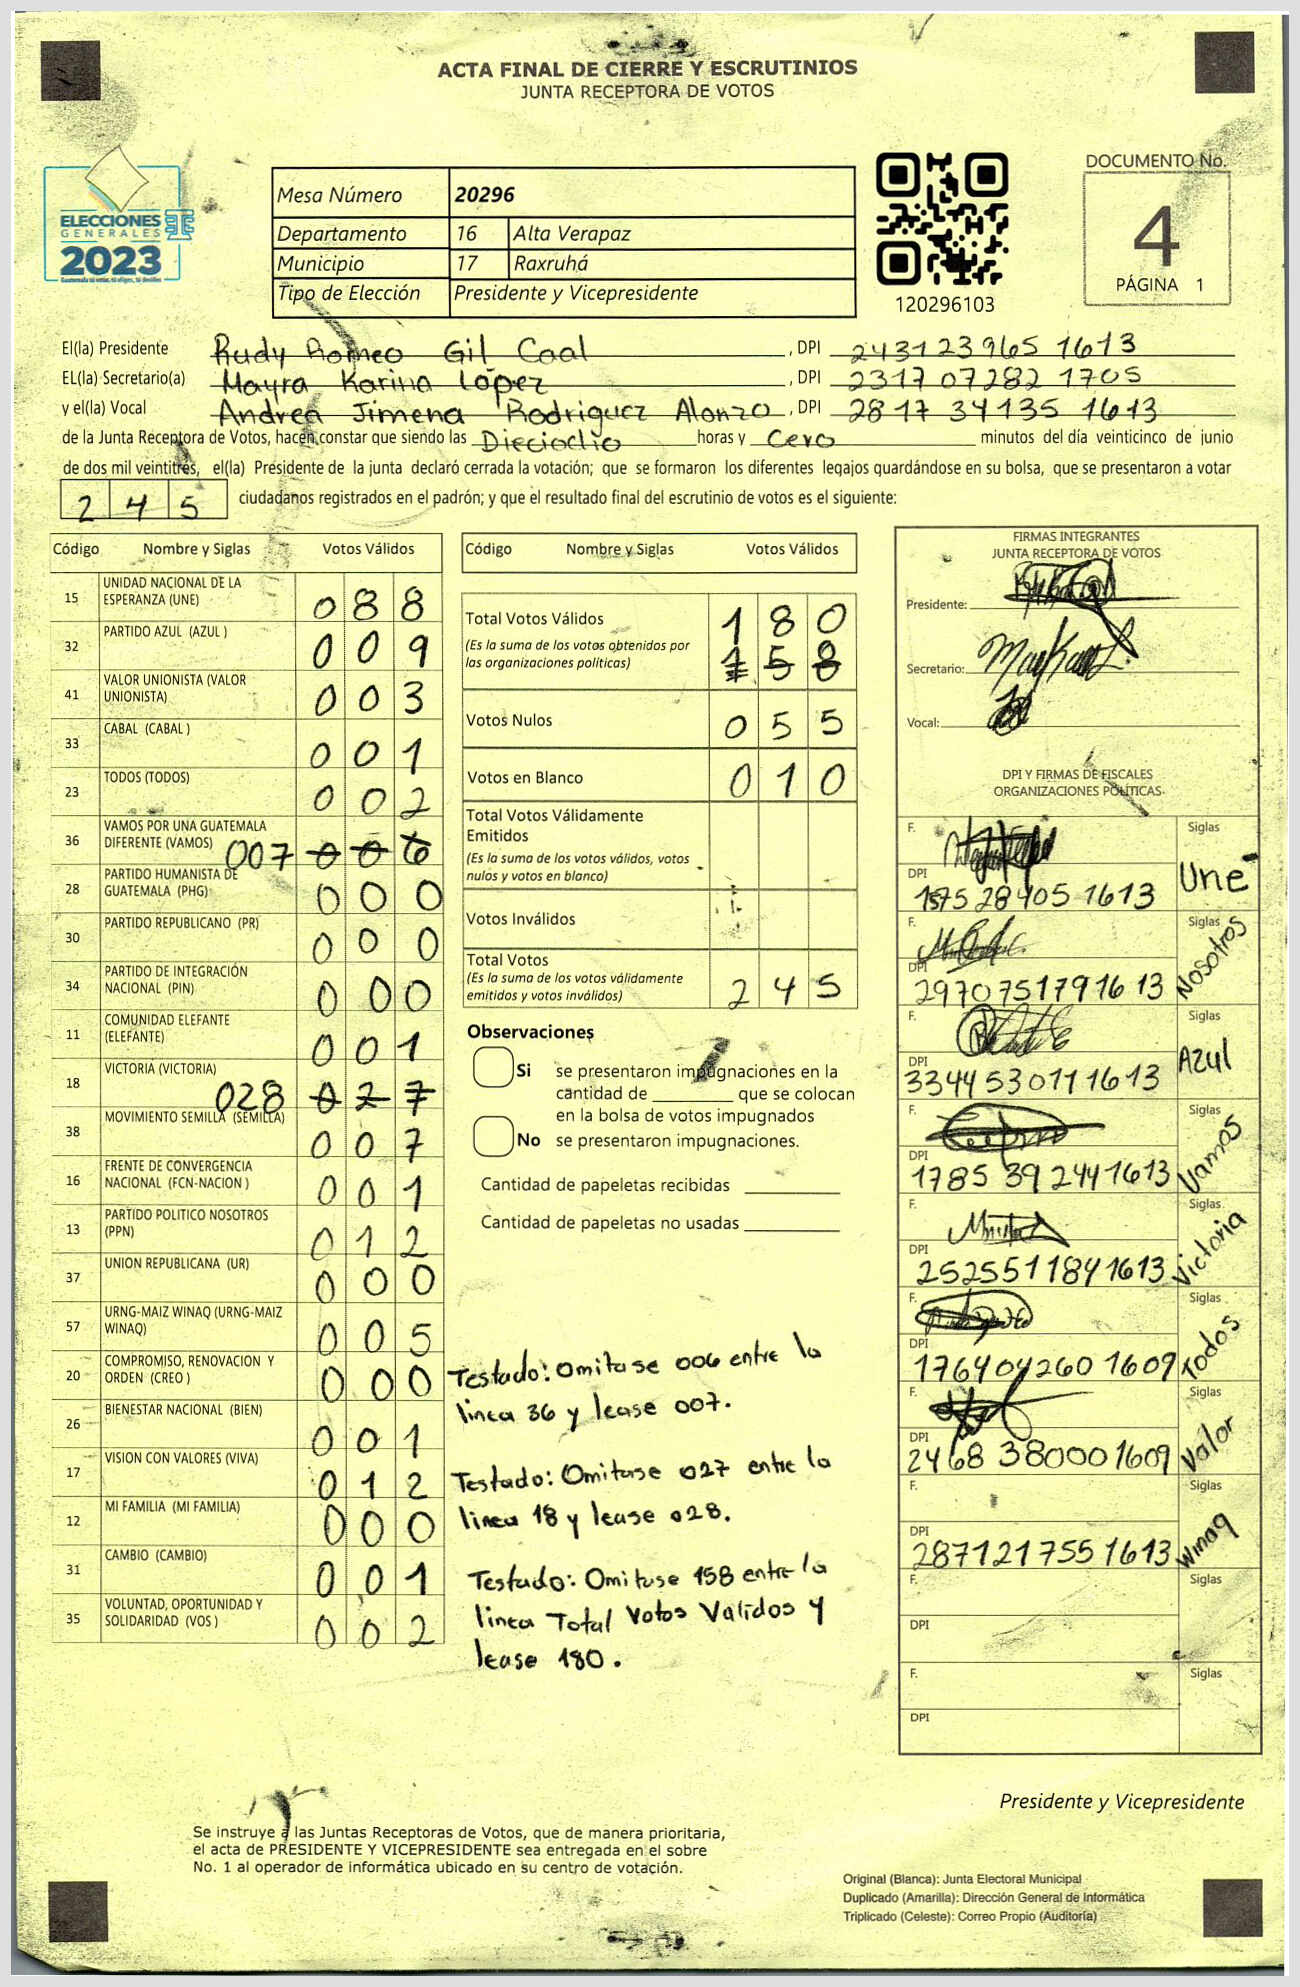 ACTA FINAL DE CIERRE Y ESCRUTINIOS
JUNTA RECEPTORA DE VOTOS
ELECCIONES
GENERALES
2023
Mesa Número 20296
Departamento 16 Alta Verapaz
Municipio 17 Raxruhá
Tipo de Elección Presidente y Vicepresidente
120296103
DOCUMENTO No.
4
PÁGINA 1
El(la) Presidente Rudy Romeo Gil Caal, DPI 243123965 1613
EL(la) Secretario(a) Mayra Karina López, DPI 2317 07282 1705
y el(la) Vocal Andrea Jimena Rodriguez Alonzo, DPI 2817 34135 1613
de la Junta Receptora de Votos, hacen constar que siendo las Dieciocho horas y Cero minutos del día veinticinco de junio
de dos mil veintitrés, el(la) Presidente de la junta declaró cerrada la votación; que se formaron los diferentes legajos guardándose en su bolsa, que se presentaron a votar
2 4 5 ciudadanos registrados en el padrón; y que el resultado final del escrutinio de votos es el siguiente:
Código Nombre y Siglas Votos Válidos
15 UNIDAD NACIONAL DE LA ESPERANZA (UNE) 0 8 8
32 PARTIDO AZUL (AZUL ) 0 0 9
41 VALOR UNIONISTA (VALOR UNIONISTA) 0 0 3
33 CABAL (CABAL ) 0 0 1
23 TODOS (TODOS) 0 0 2
36 VAMOS POR UNA GUATEMALA DIFERENTE (VAMOS) 007 0 0 6
28 PARTIDO HUMANISTA DE GUATEMALA (PHG) 0 0 0
30 PARTIDO REPUBLICANO (PR) 0 0 0
34 PARTIDO DE INTEGRACIÓN NACIONAL (PIN) 0 0 0
11 COMUNIDAD ELEFANTE (ELEFANTE) 0 0 1
18 VICTORIA (VICTORIA) 028 0 2 7
38 MOVIMIENTO SEMILLA (SEMILLA) 0 0 7
16 FRENTE DE CONVERGENCIA NACIONAL (FCN-NACION ) 0 0 1
13 PARTIDO POLITICO NOSOTROS (PPN) 0 1 2
37 UNION REPUBLICANA (UR) 0 0 0
57 URNG-MAIZ WINAQ (URNG-MAIZ WINAQ) 0 0 5
20 COMPROMISO, RENOVACION Y ORDEN (CREO ) 0 0 0
26 BIENESTAR NACIONAL (BIEN) 0 0 1
17 VISION CON VALORES (VIVA) 0 1 2
12 MI FAMILIA (MI FAMILIA) 0 0 0
31 CAMBIO (CAMBIO) 0 0 1
35 VOLUNTAD, OPORTUNIDAD Y SOLIDARIDAD (VOS ) 0 0 2
Código Nombre y Siglas Votos Válidos
Total Votos Válidos 1 8 0
(Es la suma de los votos obtenidos por
las organizaciones políticas) 1 5 8
Votos Nulos 0 5 5
Votos en Blanco 0 1 0
Total Votos Válidamente
Emitidos
(Es la suma de los votos válidos, votos
nulos y votos en blanco)
Votos Inválidos
Total Votos
(Es la suma de los votos válidamente
emitidos y votos inválidos) 2 4 5
Observaciones
Si se presentaron impugnaciones en la
cantidad de ________ que se colocan
en la bolsa de votos impugnados
No se presentaron impugnaciones.
Cantidad de papeletas recibidas
Cantidad de papeletas no usadas
Testado: Omitase 006 entre la
linea 36 y lease 007.
Testado: Omitase 027 entre la
linea 18 y lease 028.
Testado: Omitase 158 entre la
linea Total Votos Validos y
lease 180.
FIRMAS INTEGRANTES
JUNTA RECEPTORA DE VOTOS
Presidente:
Secretario:
Vocal:
DPI Y FIRMAS DE FISCALES
ORGANIZACIONES POLÍTICAS
F. Siglas
DPI 1575 28405 1613 Une
F. Siglas
DPI 297075179 1613 Nosotros
F. Siglas
DPI 3344 53011 1613 Azul
F. Siglas
DPI 1785 39 244 1613 Vamos
F. Siglas
DPI 252551184 1613 Victoria
F. Siglas
DPI 176404260 1609 Todos
F. Siglas
DPI 2468 38000 1609 Valor
F. Siglas
DPI 287121755 1613 Winaq
F. Siglas
DPI
F. Siglas
DPI
Presidente y Vicepresidente
Se instruye a las Juntas Receptoras de Votos, que de manera prioritaria,
el acta de PRESIDENTE Y VICEPRESIDENTE sea entregada en el sobre
No. 1 al operador de informática ubicado en su centro de votación.
Original (Blanca): Junta Electoral Municipal
Duplicado (Amarilla): Dirección General de Informática
Triplicado (Celeste): Correo Propio (Auditoría)